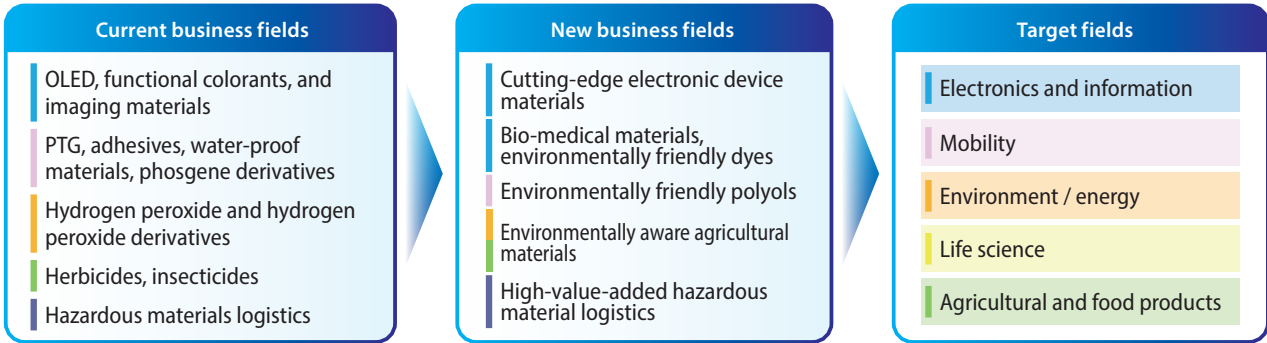 Current business fields
OLED, functional colorants, and
imaging materials
PTG, adhesives, water-proof
materials, phosgene derivatives
Hydrogen peroxide and hydrogen
peroxide derivatives
Herbicides, insecticides
Hazardous materials logistics
New business fields
Cutting-edge electronic device
materials
Bio-medical materials,
environmentally friendly dyes
Environmentally friendly polyols
Environmentally aware agricultural
materials
High-value-added hazardous
material logistics
Target fields
Electronics and information
Mobility
Environment / energy
Life science
Agricultural and food products